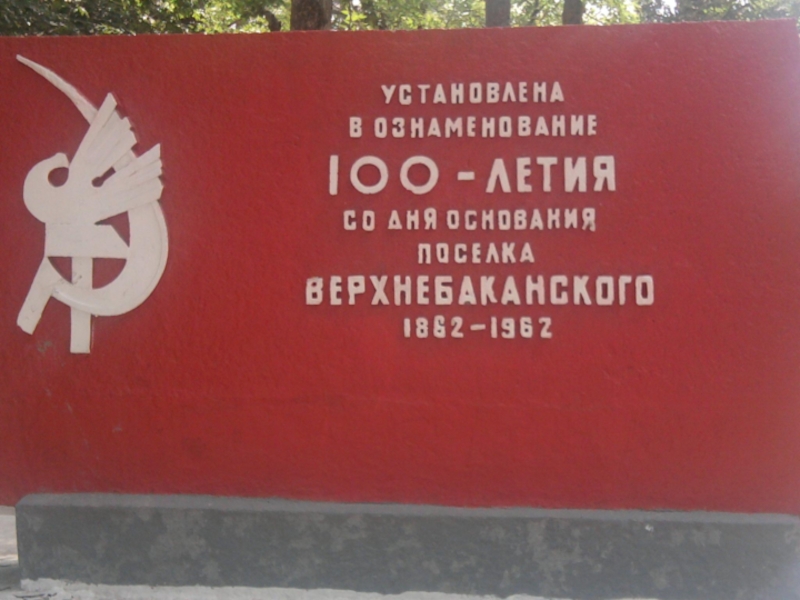 УСТАНОВЛЕНА
В ОЗНАМЕНОВАНИЕ
100-ЛЕТИЯ
СО ДНЯ ОСНОВАНИЯ
ПОСЕЛКА
ВЕРХНЕБАКАНСКОГО
1862-1962